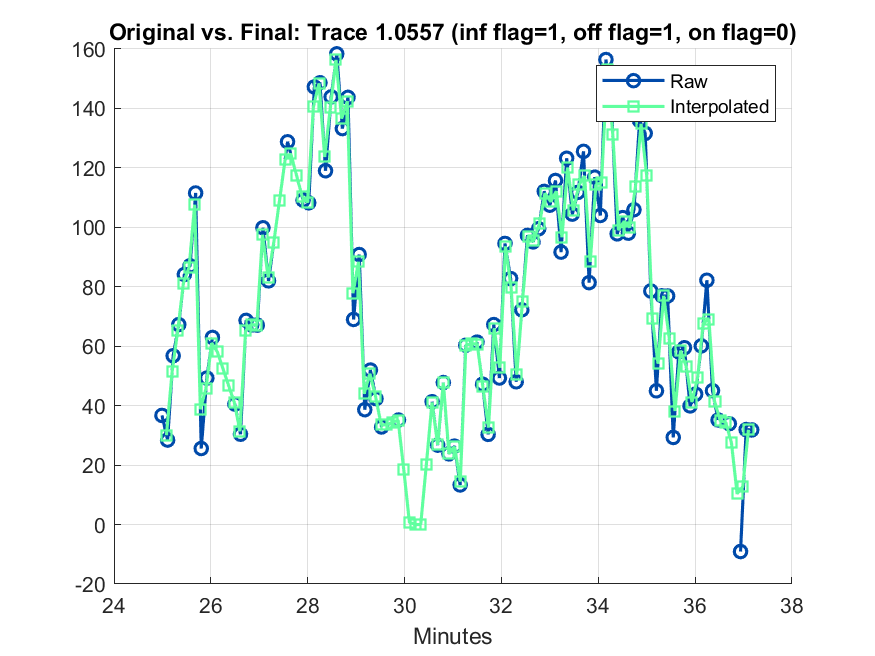 Original vs. Final: Trace 1.0557 (inf flag=1, off flag=1, on flag=0)
160
140
120
100
80
60
40
20
0
-20
Raw
Interpolated
24 26 28 30 32 34 36 38
Minutes